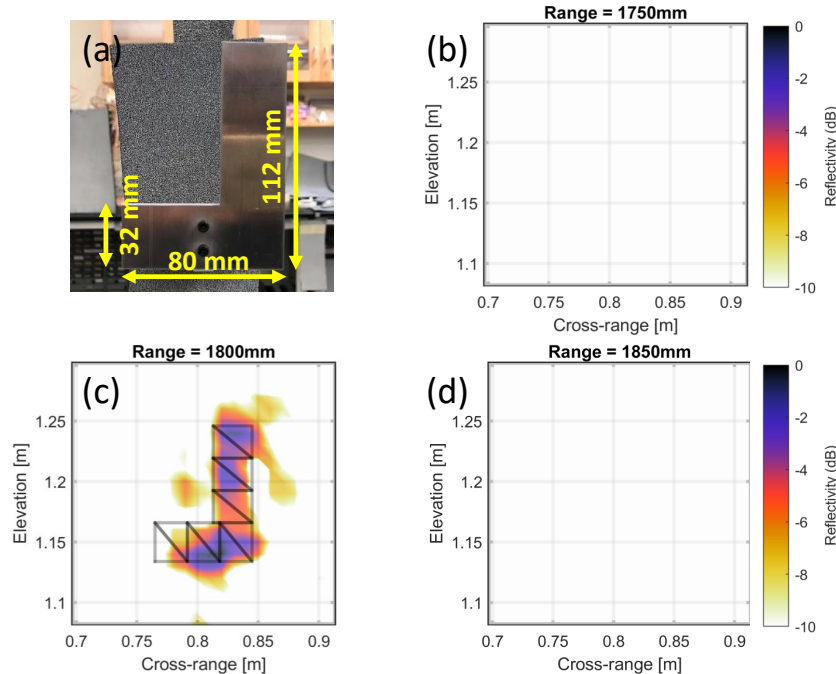 (a)
32 mm
80 mm
112 mm
(b)
Range = 1750mm
Elevation [m]
1.25
1.2
1.15
1.1
0.7 0.75 0.8 0.85 0.9
Cross-range [m]
0
-2
-4
-6
-8
-10
Reflectivity (dB)
(c)
Range = 1800mm
Elevation [m]
1.25
1.2
1.15
1.1
0.7 0.75 0.8 0.85 0.9
Cross-range [m]
(d)
Range = 1850mm
Elevation [m]
1.25
1.2
1.15
1.1
0.7 0.75 0.8 0.85 0.9
Cross-range [m]
0
-2
-4
-6
-8
-10
Reflectivity (dB)